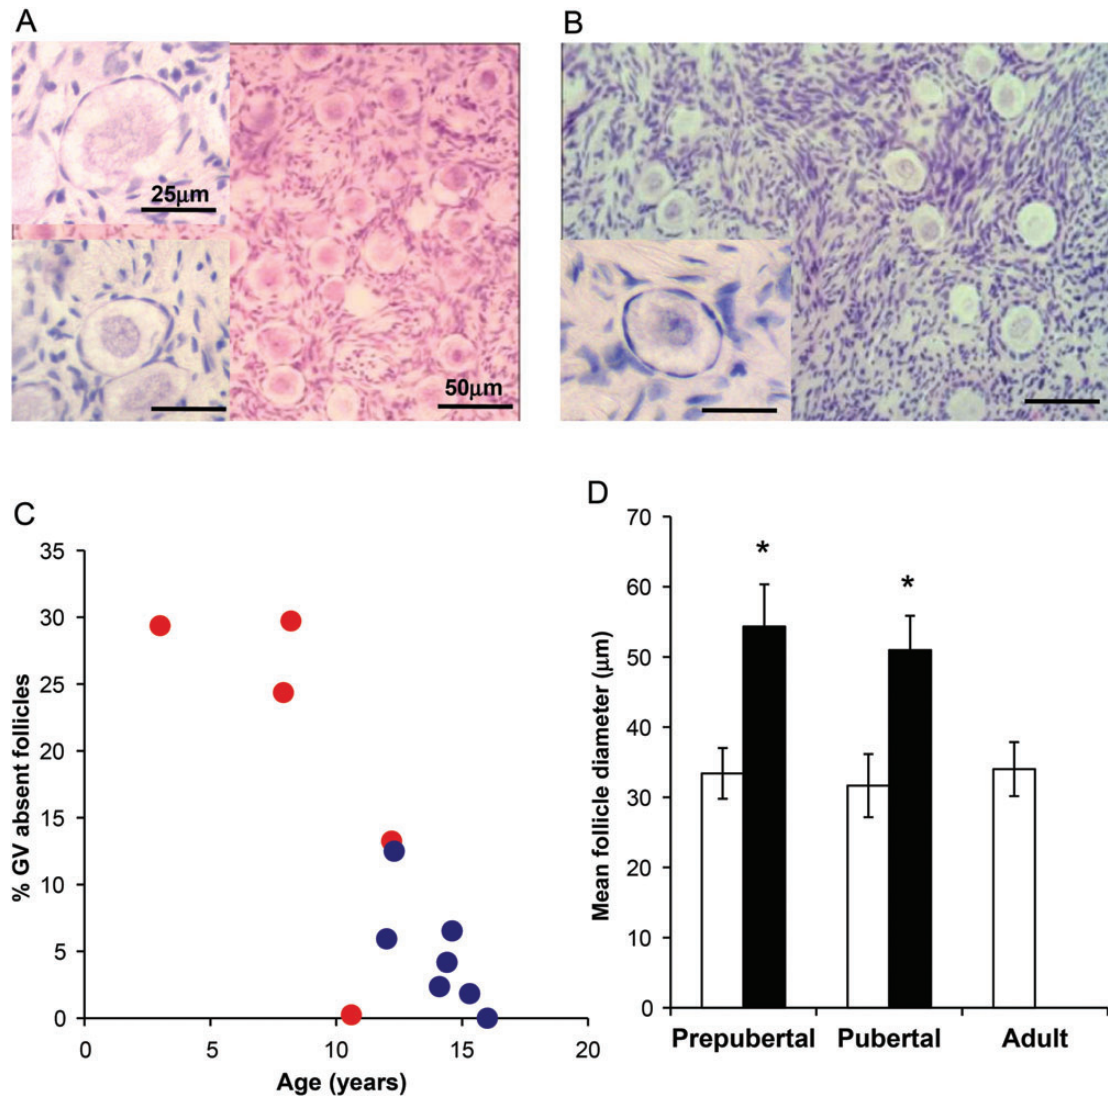 A
B
25μm
50μm
C
D
% GV absent follicles
35
30
25
20
15
10
5
0
0 5 10 15 20
Age (years)
Mean follicle diameter (μm)
70
60
50
40
30
20
10
0
* *
Prepubertal Pubertal Adult